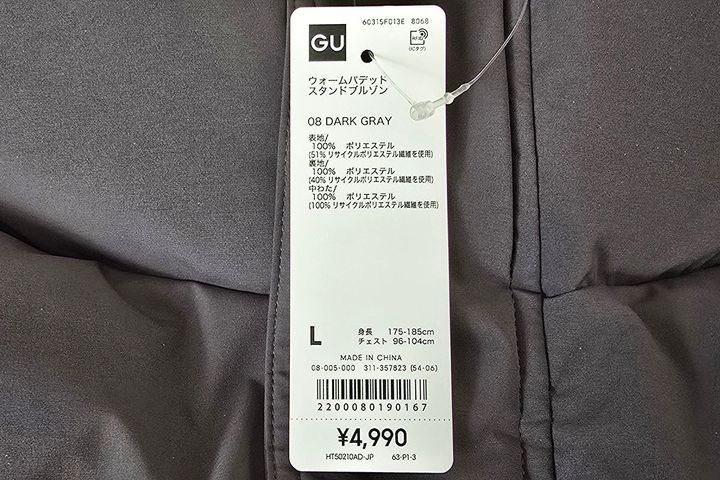 60315F013E 8068
GU
RFID
(ICタグ)
ウォームパデッド
スタンドブルゾン
08 DARK GRAY
表地/
100% ポリエステル
(51% リサイクルポリエステル繊維を使用)
裏地/
100% ポリエステル
(40% リサイクルポリエステル繊維を使用)
中わた/
100% ポリエステル
(100% リサイクルポリエステル繊維を使用)
L 身長 175-185cm
チェスト 96-104cm
MADE IN CHINA
08-005-000 311-357823 (54-06)
2200080190167
¥4,990
HT50210AD-JP 63-P1-3